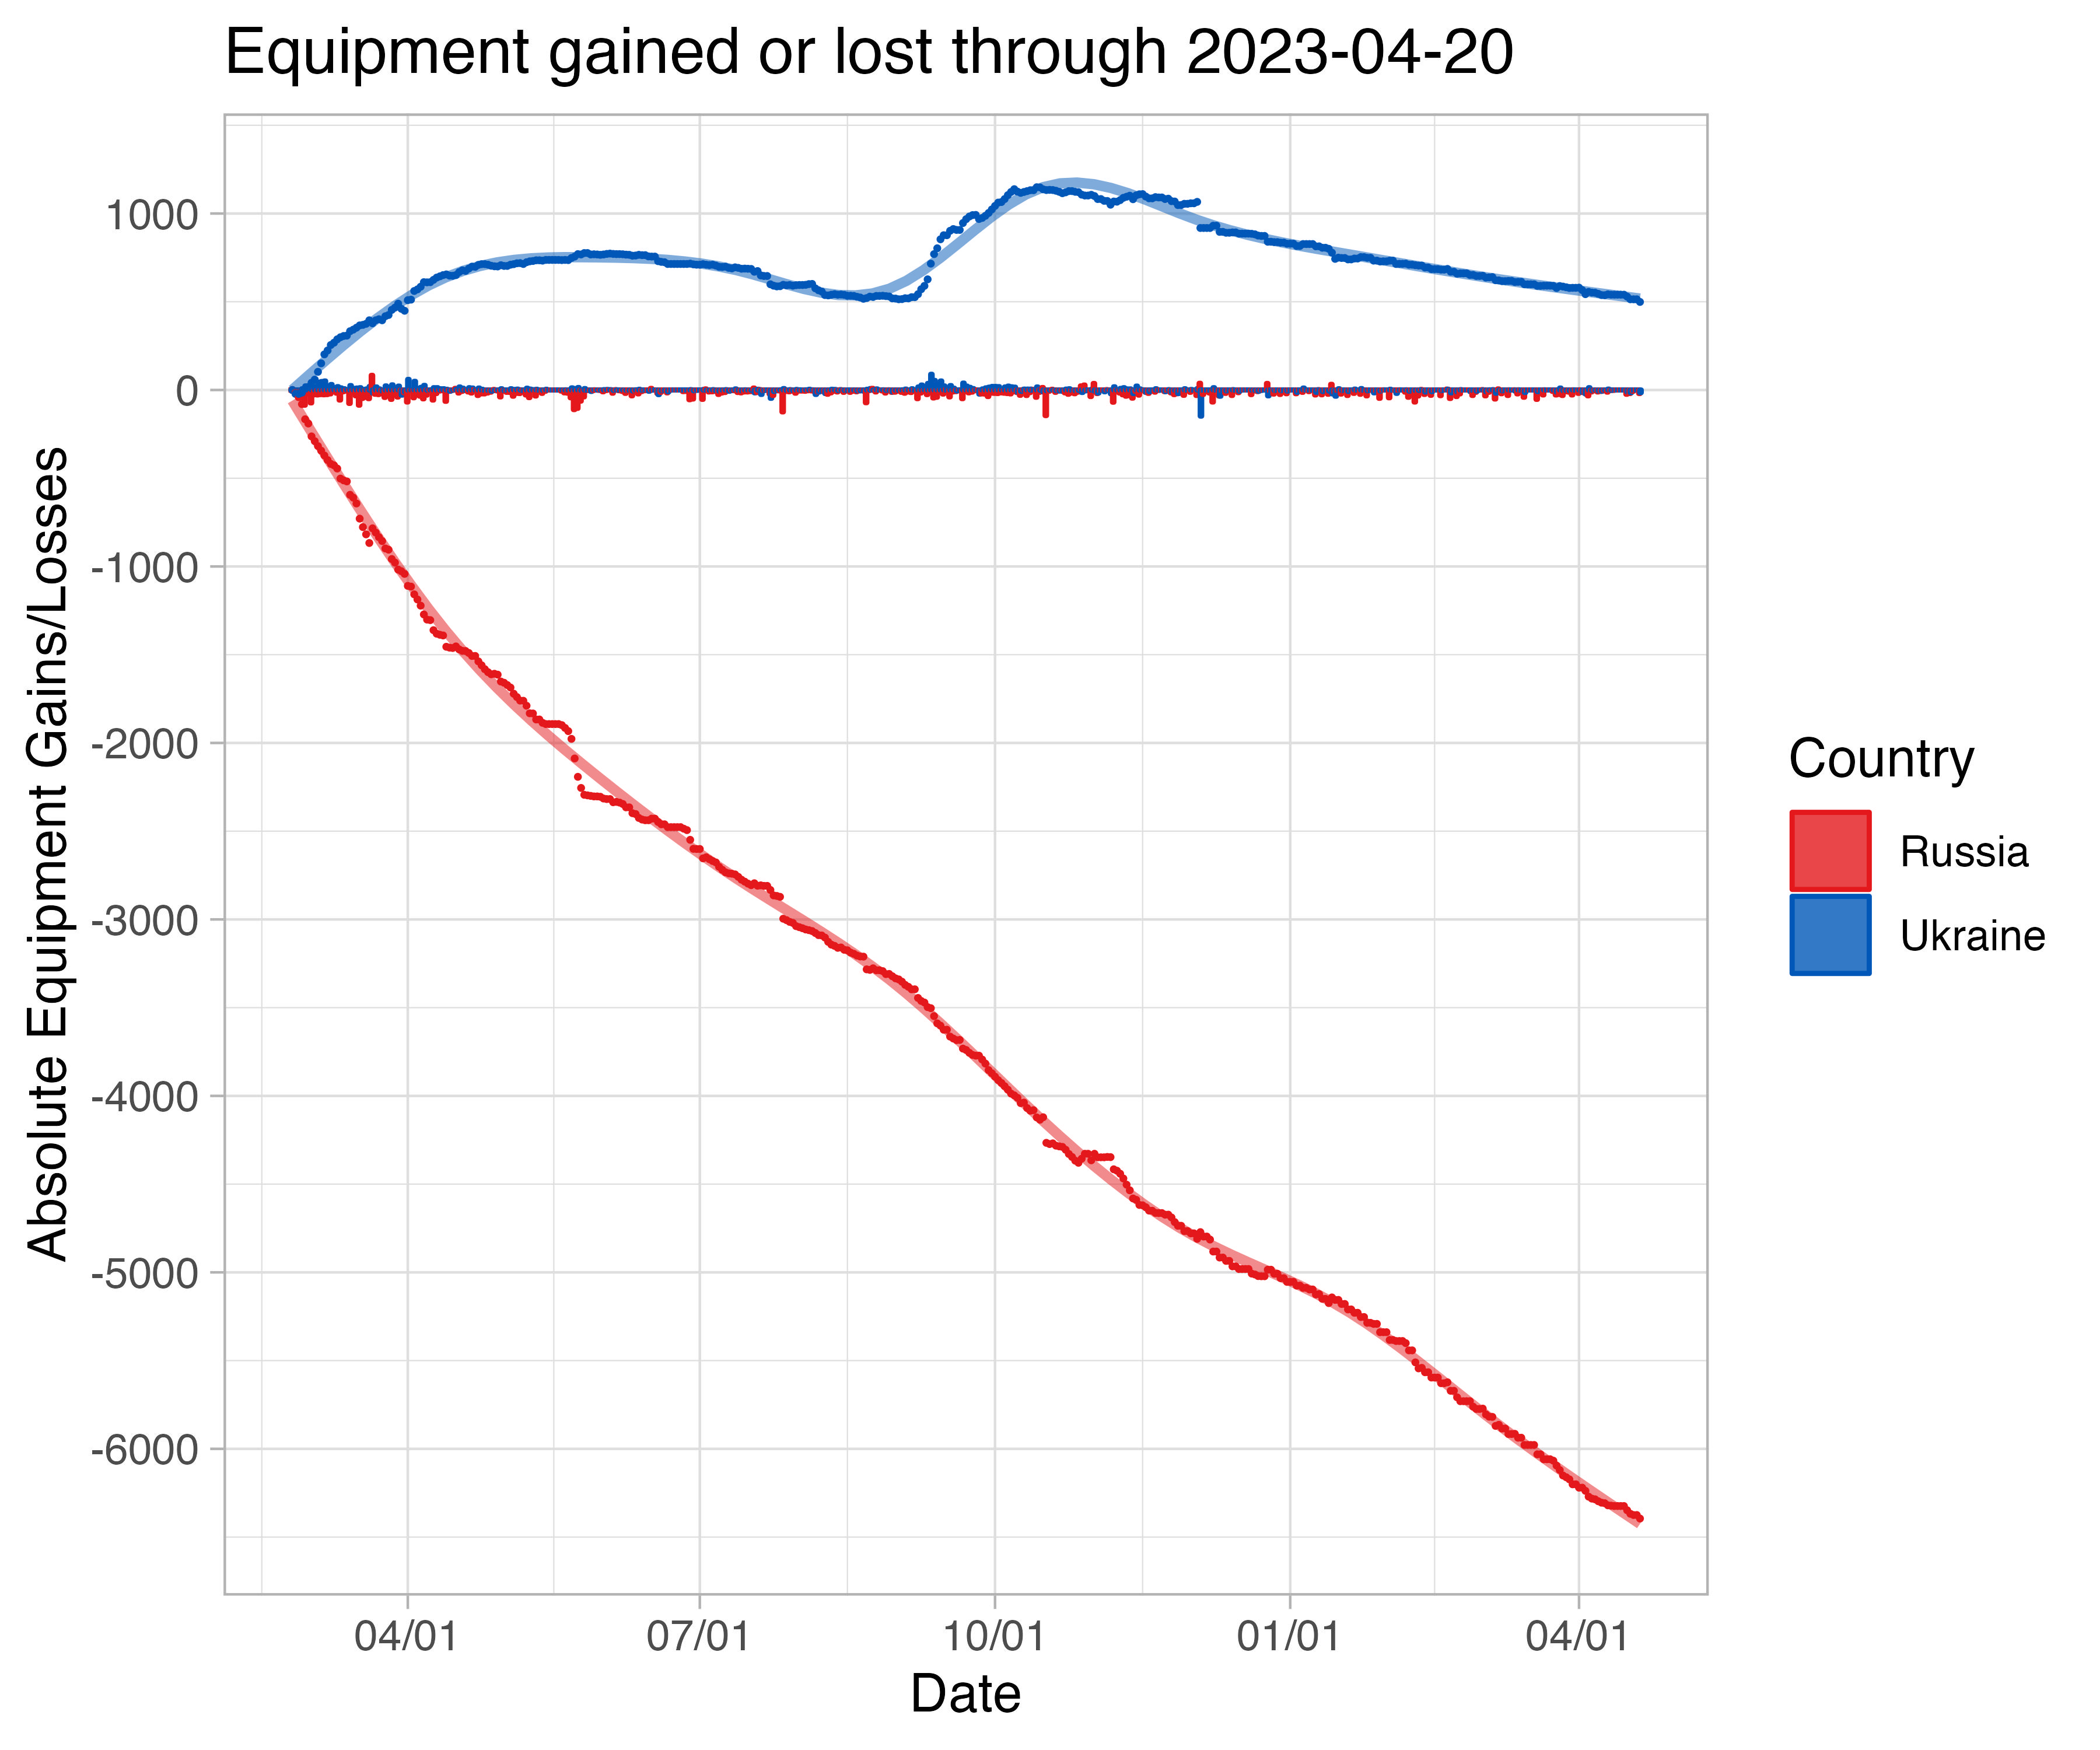 Equipment gained or lost through 2023-04-20
Absolute Equipment Gains/Losses
1000
0
-1000
-2000
-3000
-4000
-5000
-6000
04/01
07/01
10/01
01/01
04/01
Date
Country
Russia
Ukraine